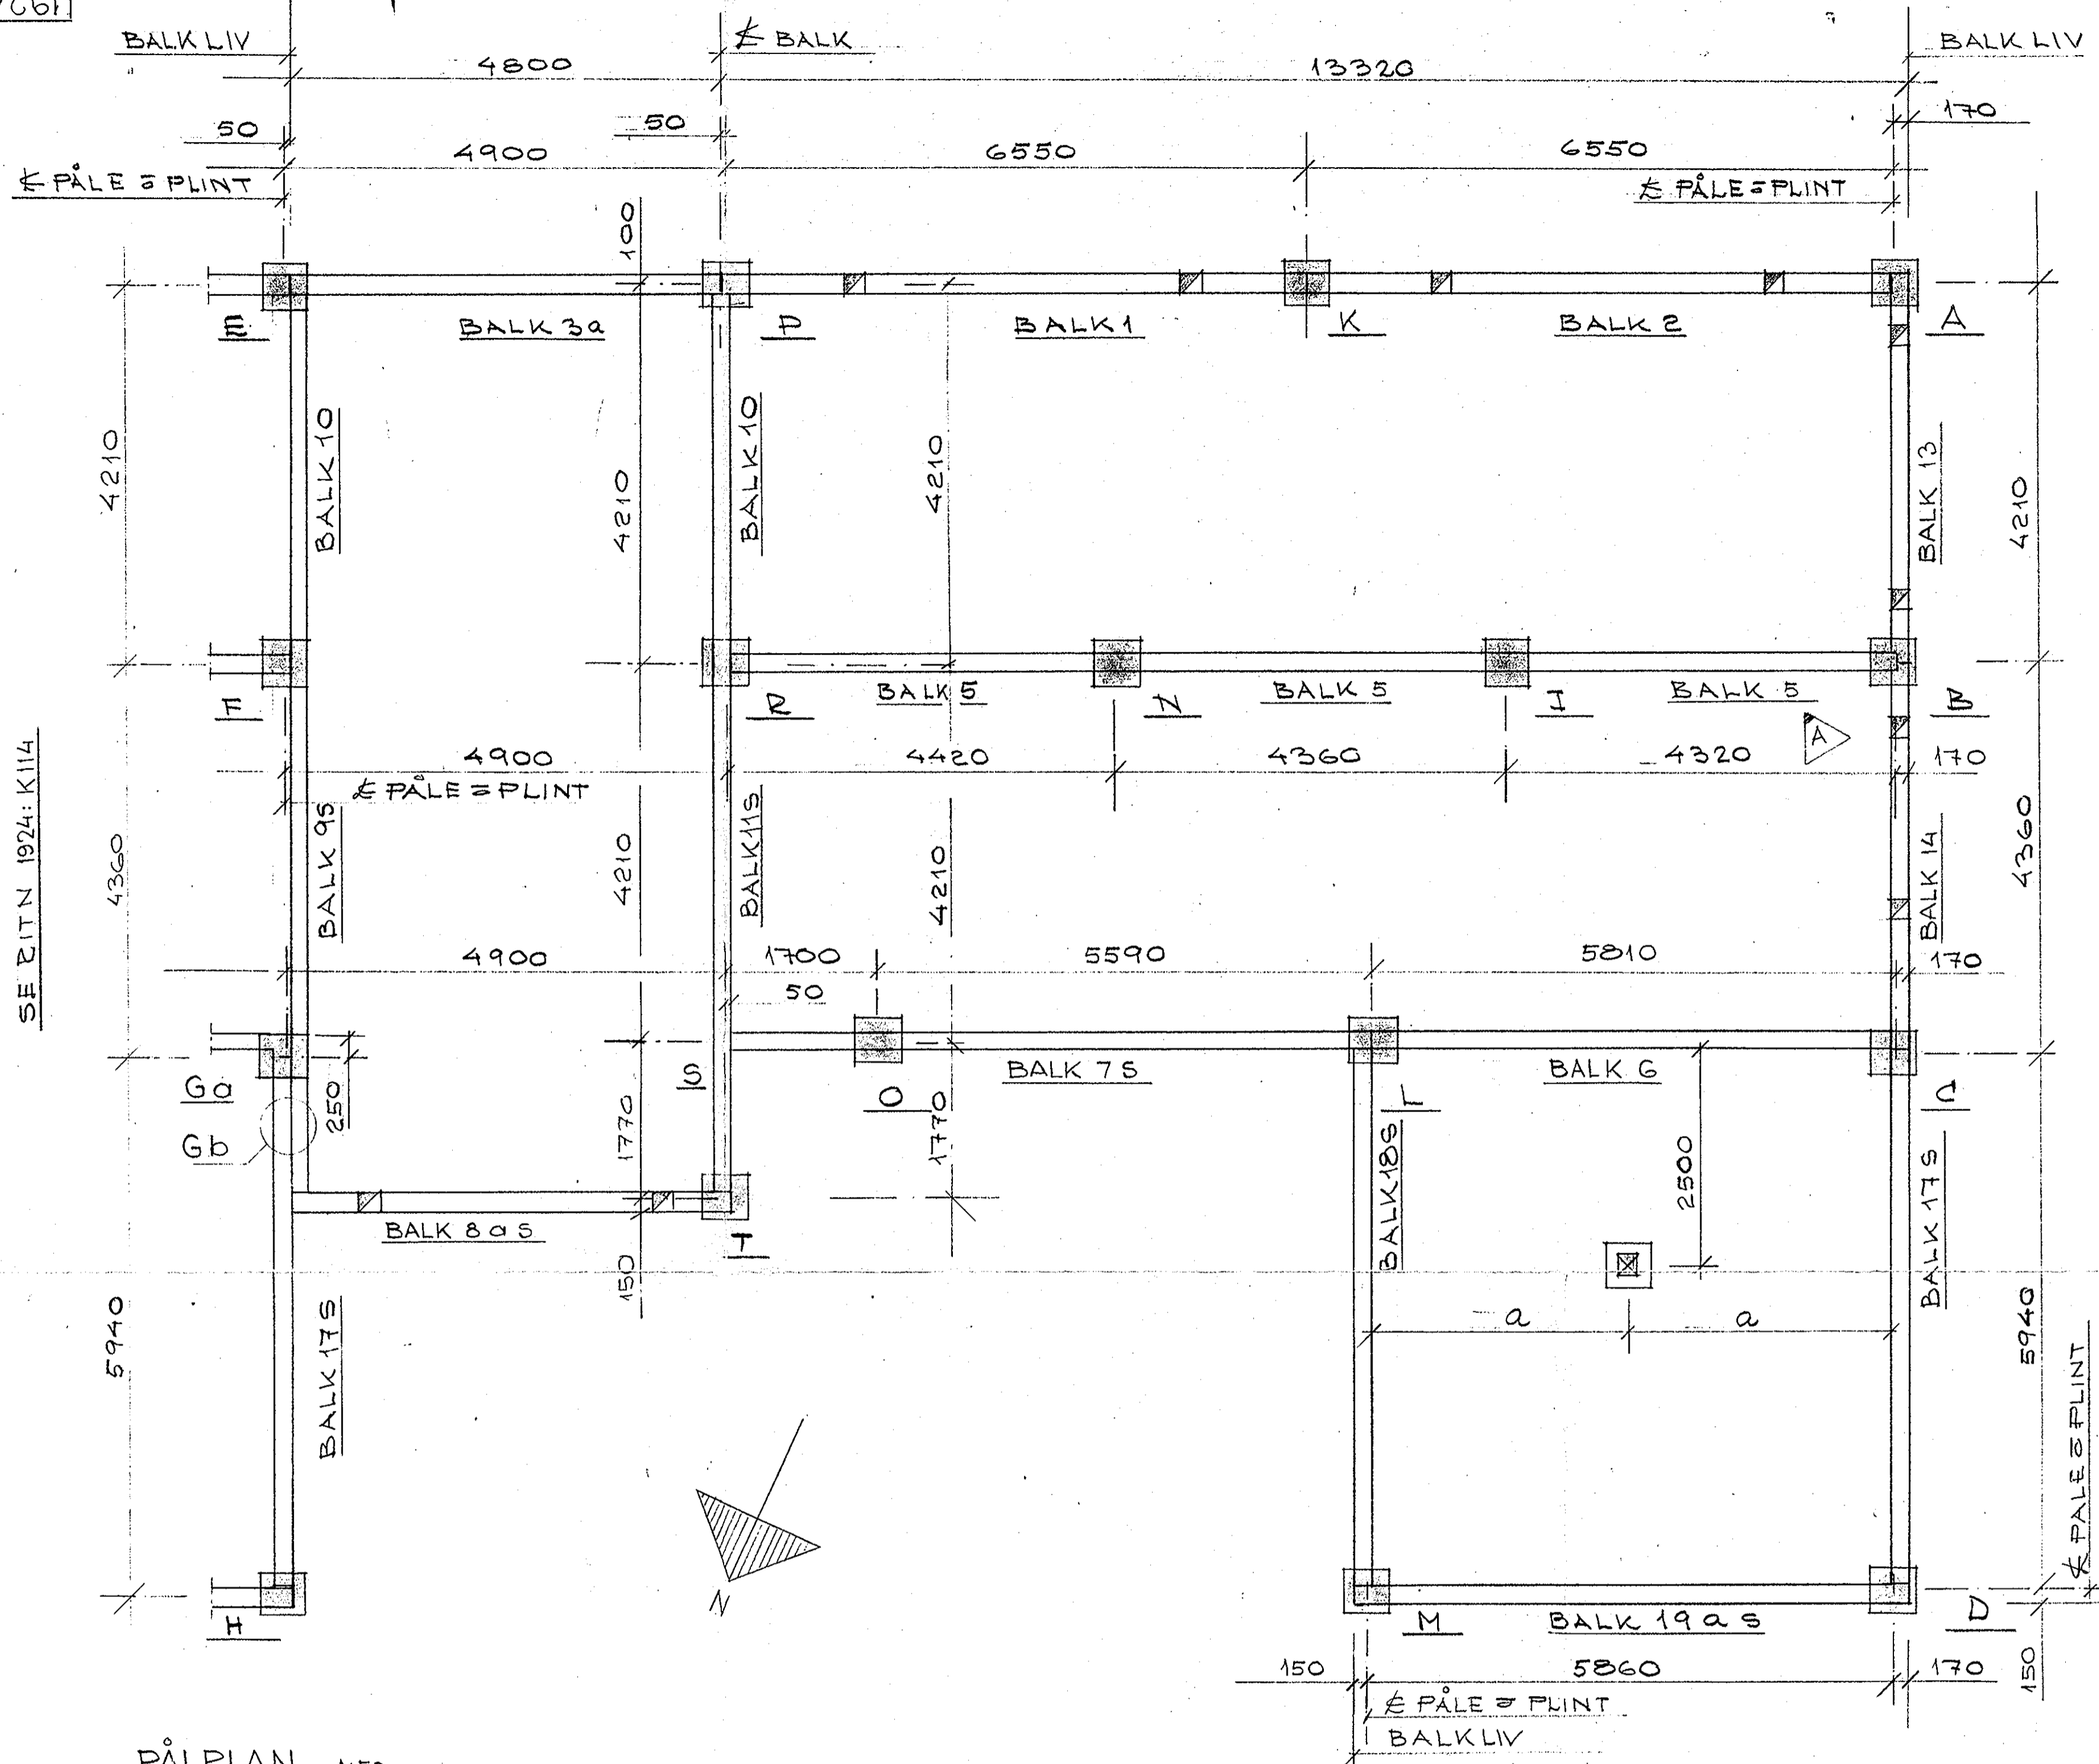 BALK LIV
℄ BALK
BALK LIV
4800
13320
50
50
170
4900
6550
6550
℄ PÅLE = PLINT
℄ PÅLE = PLINT
100
E
BALK 3a
P
BALK 1
K
BALK 2
A
4210
BALK 10
4210
BALK 10
4210
BALK 13
4210
F
R
BALK 5
N
BALK 5
I
BALK 5
B
A
4900
4420
4360
4320
170
℄ PÅLE = PLINT
SE RITN 1924: K114
4360
BALK 9S
4210
BALK 11S
4210
BALK 14
4360
4900
1700
5590
5810
170
50
Ga
250
S
BALK 7S
BALK 6
O
L
C
Gb
1770
1770
BALK 18S
2500
BALK 17S
BALK 8 a S
T
150
5940
BALK 17S
a
a
5940
℄ PÅLE = PLINT
N
H
M
BALK 19 a S
D
150
5860
170
150
℄ PÅLE = PLINT
BALK LIV
PÅLPLAN